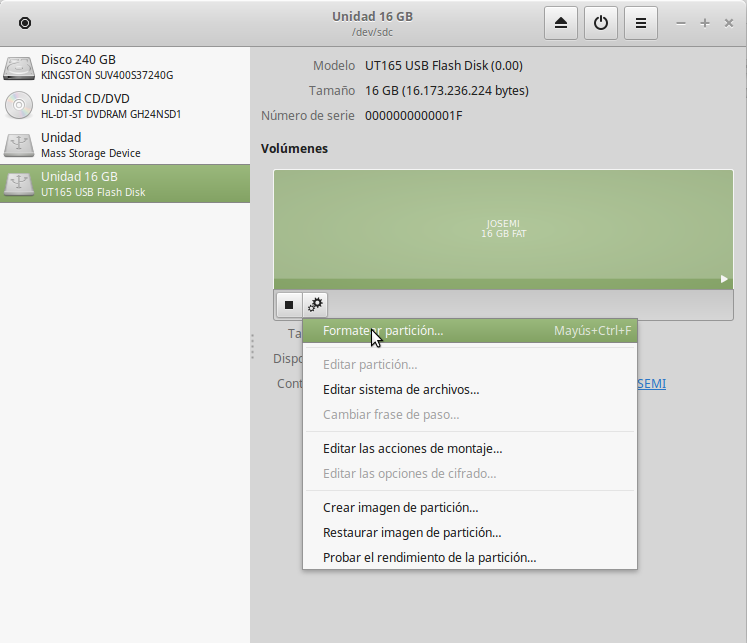 Unidad 16 GB
/dev/sdc
Disco 240 GB
KINGSTON SUV400S37240G
Unidad CD/DVD
HL-DT-ST DVDRAM GH24NSD1
Unidad
Mass Storage Device
Unidad 16 GB
UT165 USB Flash Disk
Modelo UT165 USB Flash Disk (0.00)
Tamaño 16 GB (16.173.236.224 bytes)
Número de serie 0000000000001F
Volúmenes
JOSEMI
16 GB FAT
Ta
Dispo
Cont
SEMI
Formatear partición... Mayús+Ctrl+F
Editar partición...
Editar sistema de archivos...
Cambiar frase de paso...
Editar las acciones de montaje...
Editar las opciones de cifrado...
Crear imagen de partición...
Restaurar imagen de partición...
Probar el rendimiento de la partición...